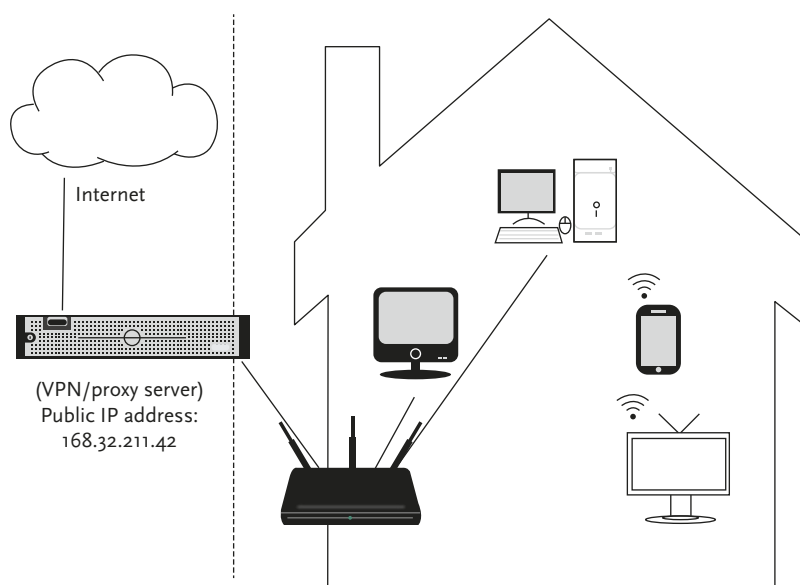 Internet
(VPN/proxy server)
Public IP address:
168.32.211.42